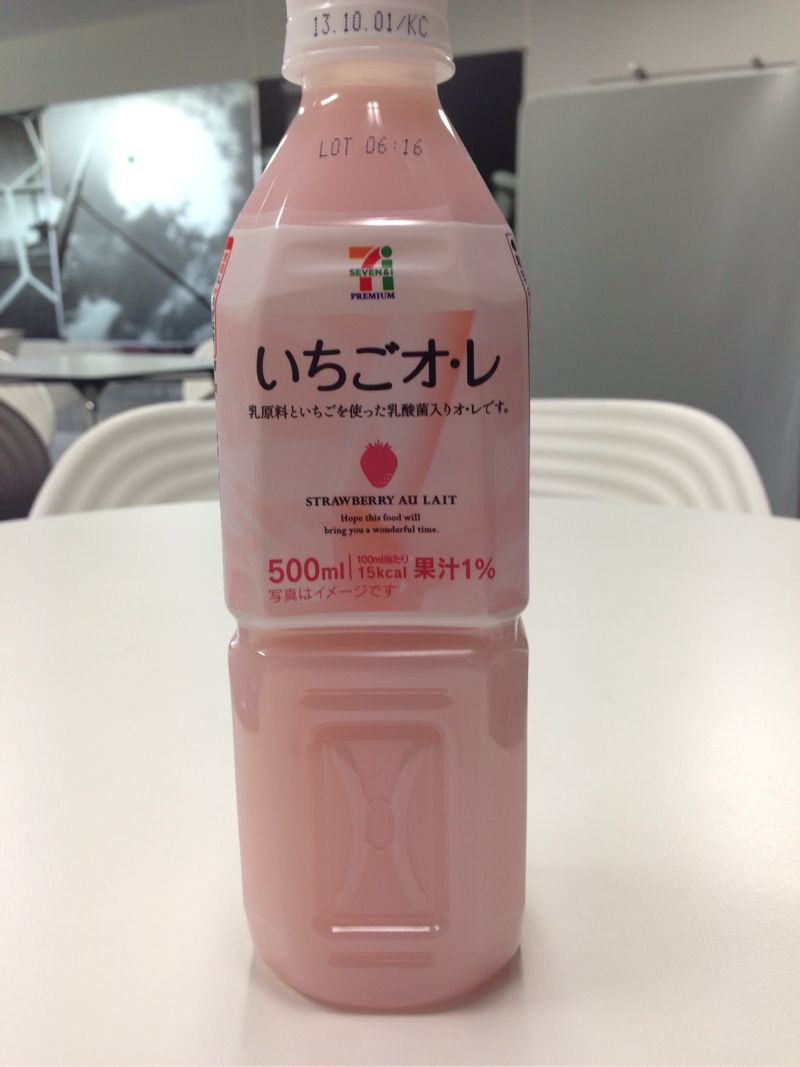 13.10.01/KC
LOT 06:16
7i
SEVEN&i
PREMIUM
いちごオ・レ
乳原料といちごを使った乳酸菌入りオ・レです。
STRAWBERRY AU LAIT
Hope this food will
bring you a wonderful time.
500ml 100ml当たり 15kcal 果汁1%
写真はイメージです